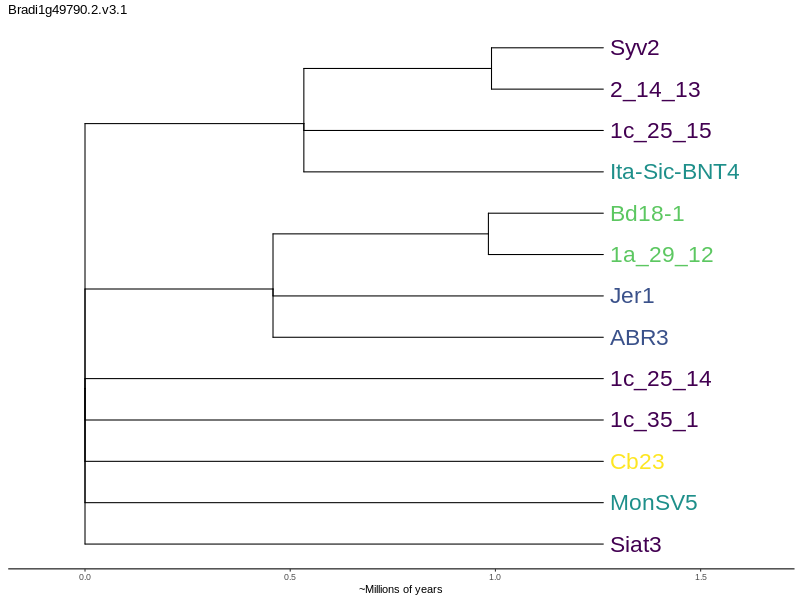 Bradi1g49790.2.v3.1
Syv2
2_14_13
1c_25_15
Ita-Sic-BNT4
Bd18-1
1a_29_12
Jer1
ABR3
1c_25_14
1c_35_1
Cb23
MonSV5
Siat3
0.0 0.5 1.0 1.5
~Millions of years